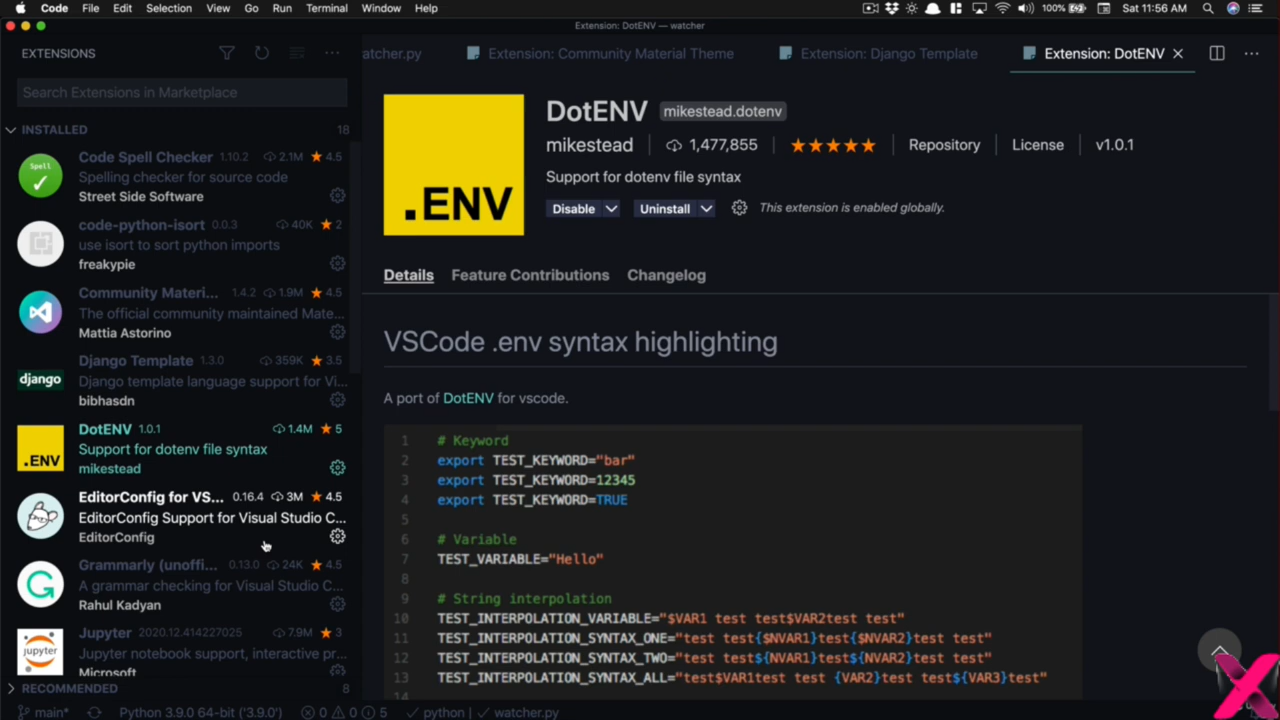 Code File Edit Selection View Go Run Terminal Window Help 100% Sat 11:56 AM
Extension: DotENV — watcher
EXTENSIONS
atcher.py Extension: Community Material Theme Extension: Django Template Extension: DotENV
Search Extensions in Marketplace
INSTALLED 18
Code Spell Checker 1.10.2 2.1M 4.5
Spelling checker for source code
Street Side Software
Spell
code-python-isort 0.0.3 40K 2
use isort to sort python imports
freakypie
Community Materi... 1.4.2 1.9M 4.5
The official community maintained Mate...
Mattia Astorino
Django Template 1.3.0 359K 3.5
Django template language support for Vi...
bibhasdn
django
DotENV 1.0.1 1.4M 5
Support for dotenv file syntax
mikestead
.ENV
EditorConfig for VS... 0.16.4 3M 4.5
EditorConfig Support for Visual Studio C...
EditorConfig
Grammarly (unoffi... 0.13.0 24K 4.5
A grammar checking for Visual Studio C...
Rahul Kadyan
G
Jupyter 2020.12.414227025 7.9M 3
Jupyter notebook support, interactive pr...
Microsoft
jupyter
RECOMMENDED 8
.ENV
DotENV mikestead.dotenv
mikestead 1,477,855 Repository License v1.0.1
Support for dotenv file syntax
Disable Uninstall This extension is enabled globally.
Details Feature Contributions Changelog
VSCode .env syntax highlighting
A port of DotENV for vscode.
1 # Keyword
2 export TEST_KEYWORD="bar"
3 export TEST_KEYWORD=12345
4 export TEST_KEYWORD=TRUE
5
6 # Variable
7 TEST_VARIABLE="Hello"
8
9 # String interpolation
10 TEST_INTERPOLATION_VARIABLE="$VAR1 test test$VAR2test test"
11 TEST_INTERPOLATION_SYNTAX_ONE="test test{$NVAR1}test{$NVAR2}test test"
12 TEST_INTERPOLATION_SYNTAX_TWO="test test${NVAR1}test${NVAR2}test test"
13 TEST_INTERPOLATION_SYNTAX_ALL="test$VAR1test test {VAR2}test test${VAR3}test"
14
main* Python 3.9.0 64-bit ('3.9.0') 0 0 5 python | watcher.py
X